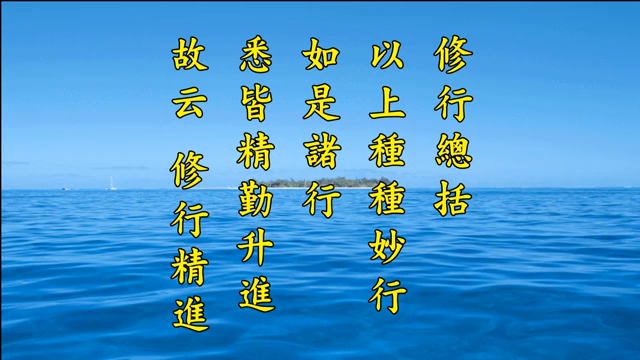 修行總括
以上種種妙行
如是諸行
悉皆精勤升進
故云 修行精進